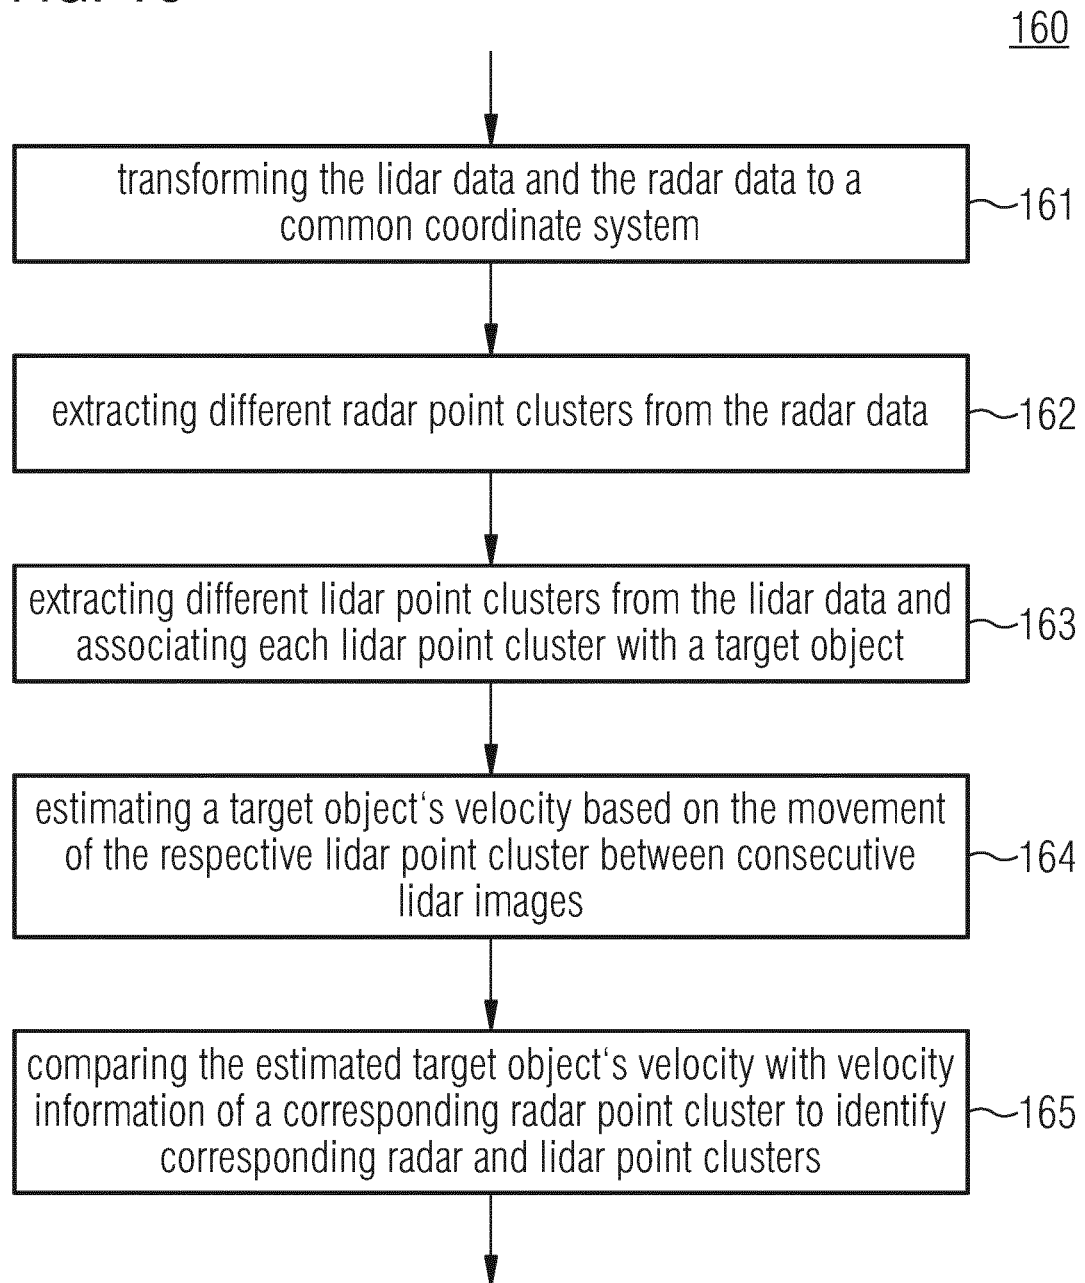 160
transforming the lidar data and the radar data to a
common coordinate system
161
extracting different radar point clusters from the radar data
162
extracting different lidar point clusters from the lidar data and
associating each lidar point cluster with a target object
163
estimating a target object‘s velocity based on the movement
of the respective lidar point cluster between consecutive
lidar images
164
comparing the estimated target object‘s velocity with velocity
information of a corresponding radar point cluster to identify
corresponding radar and lidar point clusters
165